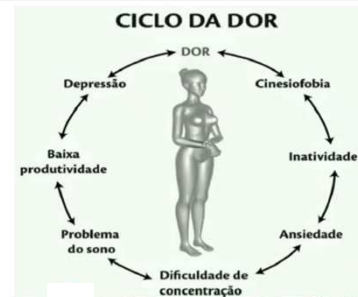 CICLO DA DOR
DOR
Depressão
Cinesiofobia
Baixa
produtividade
Inatividade
Problema
do sono
Ansiedade
Dificuldade de
concentração